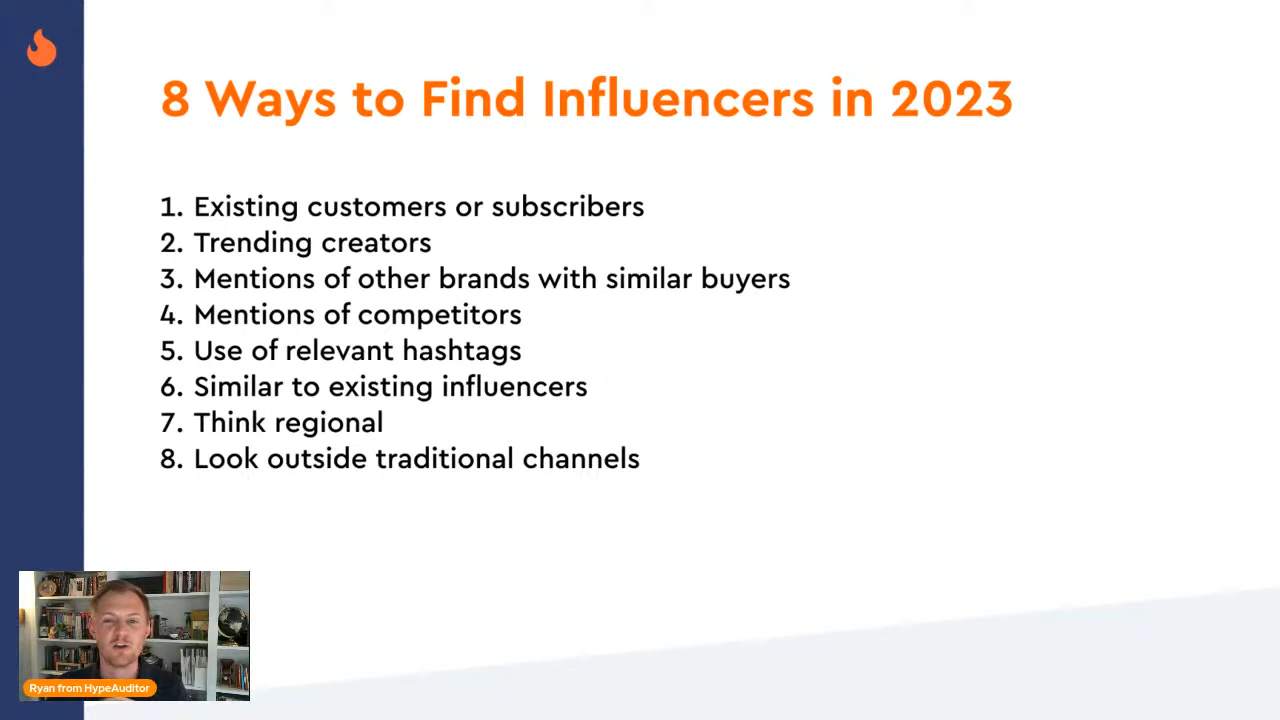 8 Ways to Find Influencers in 2023
1. Existing customers or subscribers
2. Trending creators
3. Mentions of other brands with similar buyers
4. Mentions of competitors
5. Use of relevant hashtags
6. Similar to existing influencers
7. Think regional
8. Look outside traditional channels
Ryan from HypeAuditor